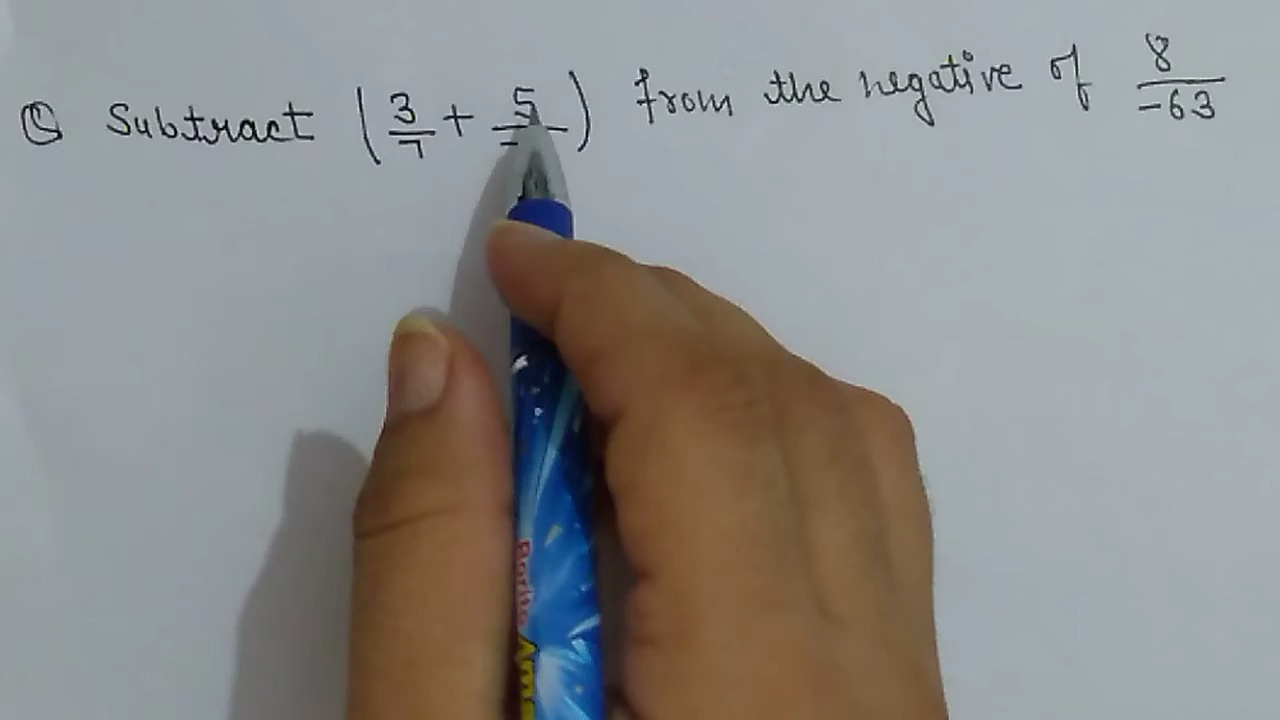 Q Subtract (3/7 + 5/-) from the negative of 8/-63